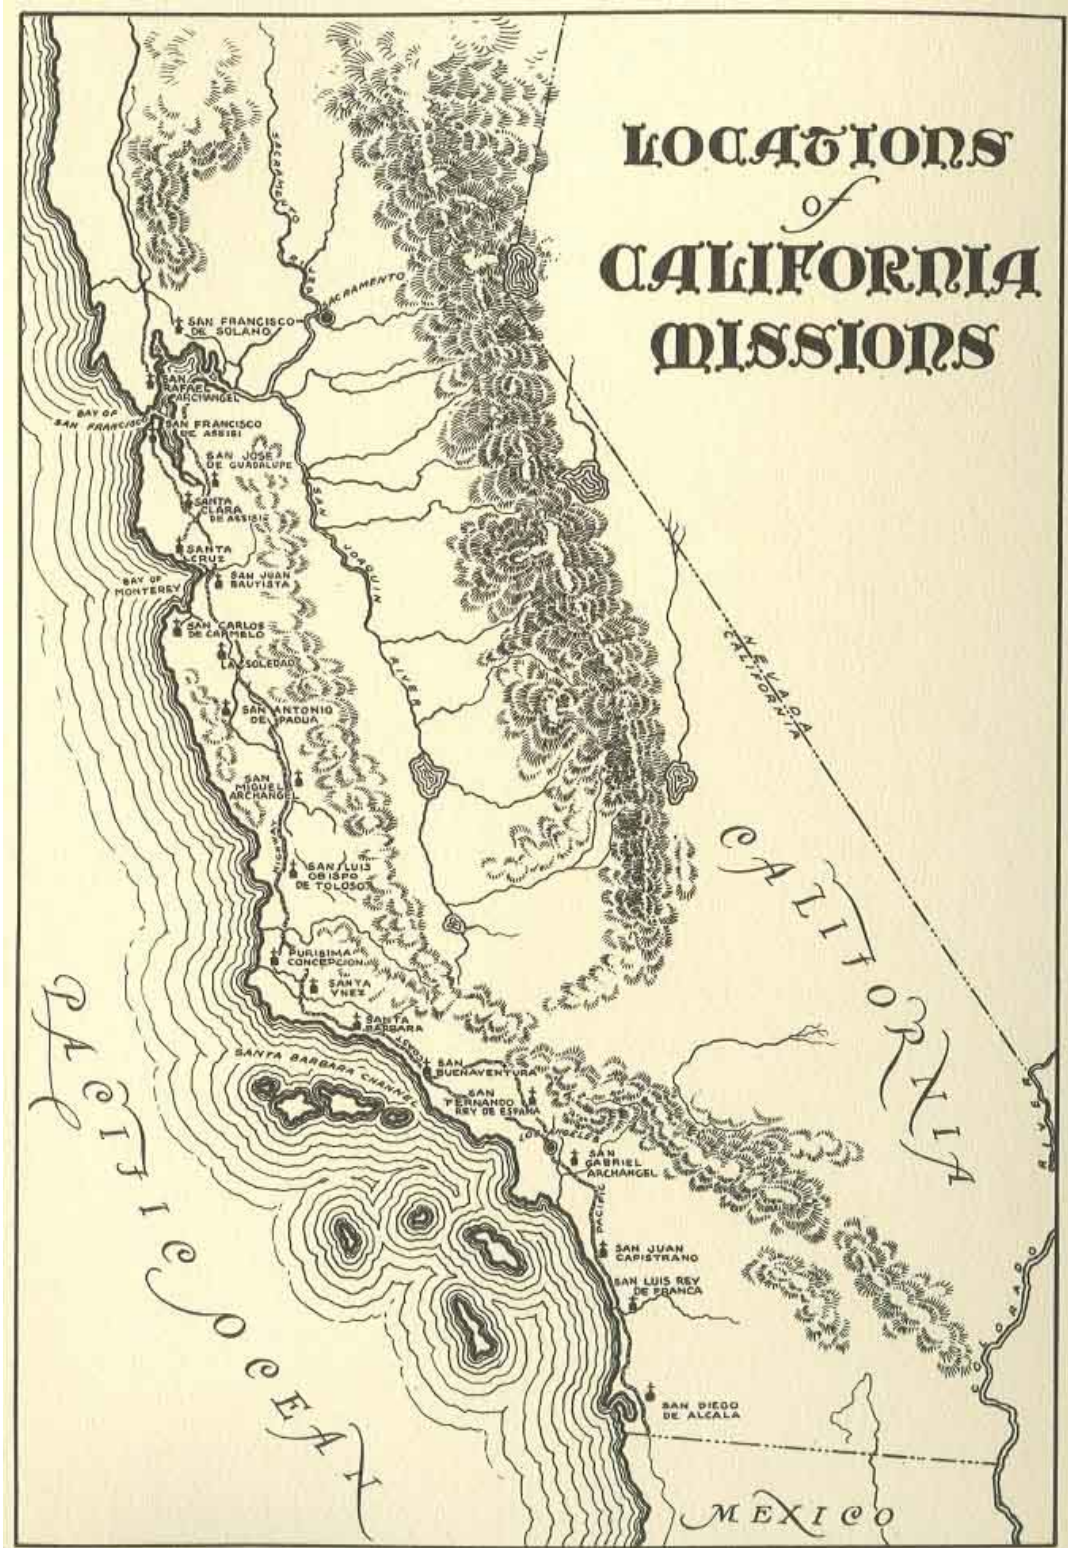 LOCATIONS
of
CALIFORNIA
MISSIONS
SACRAMENTO
RIVER
SACRAMENTO
SAN FRANCISCO
DE SOLANO
SAN
RAFAEL
ARCHANGEL
BAY OF
SAN FRANCISCO
SAN FRANCISCO
DE ASSISI
SAN JOSE
DE GUADALUPE
SANTA
CLARA
DE ASSISI
SAN
JOAQUIN
RIVER
SANTA
CRUZ
BAY OF
MONTEREY
SAN JUAN
BAUTISTA
SAN CARLOS
DE CARMELO
LA SOLEDAD
NEVADA
CALIFORNIA
SAN ANTONIO
DE PADUA
SAN
MIGUEL
ARCHANGEL
HIGHWAY
SAN LUIS
OBISPO
DE TOLOSO
CALIFORNIA
PURISIMA
CONCEPCION
SANTA
YNEZ
SANTA
BARBARA
COAST
SANTA BARBARA CHANNEL
SAN
BUENAVENTURA
SAN
FERNANDO
REY DE ESPAÑA
LOS ANGELES
SAN
GABRIEL
ARCHANGEL
PACIFIC
SAN JUAN
CAPISTRANO
SAN LUIS REY
DE FRANCA
COLORADO
RIVER
SAN DIEGO
DE ALCALA
PACIFIC OCEAN
MEXICO